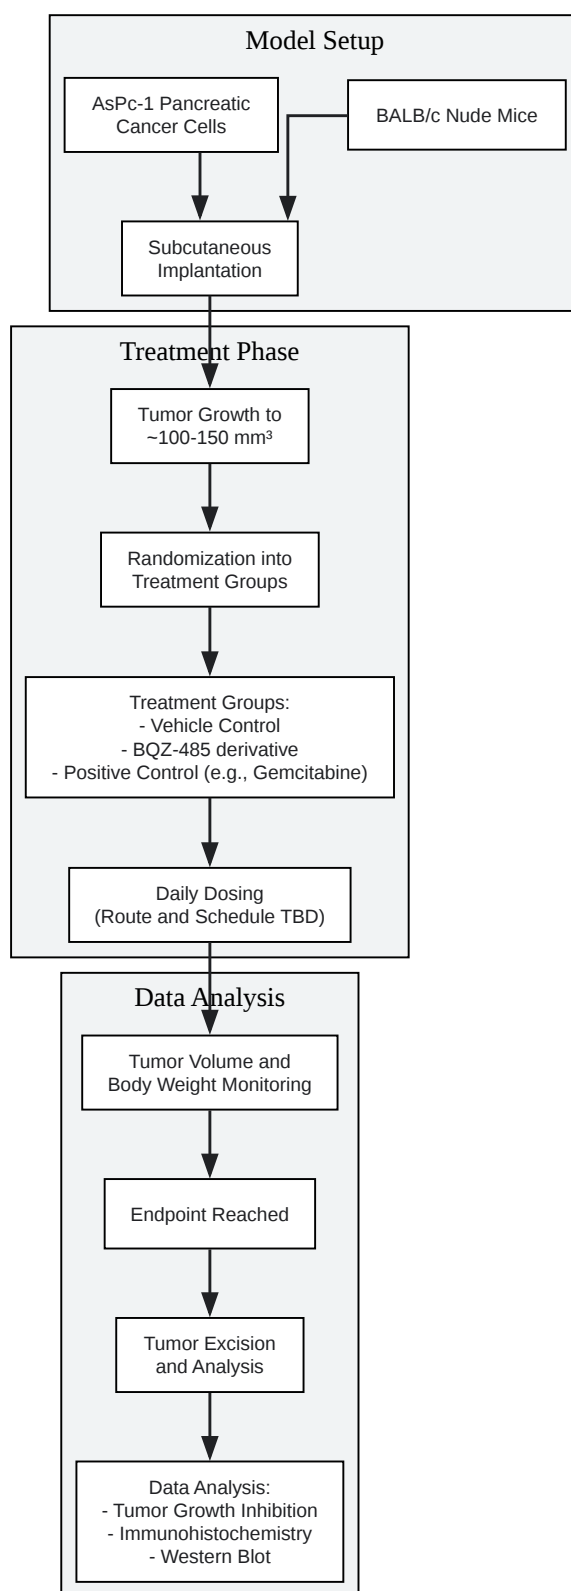 Model Setup
AsPc-1 Pancreatic
Cancer Cells
BALB/c Nude Mice
Subcutaneous
Implantation
Treatment Phase
Tumor Growth to
~100-150 mm³
Randomization into
Treatment Groups
Treatment Groups:
- Vehicle Control
- BQZ-485 derivative
- Positive Control (e.g., Gemcitabine)
Daily Dosing
(Route and Schedule TBD)
Data Analysis
Tumor Volume and
Body Weight Monitoring
Endpoint Reached
Tumor Excision
and Analysis
Data Analysis:
- Tumor Growth Inhibition
- Immunohistochemistry
- Western Blot